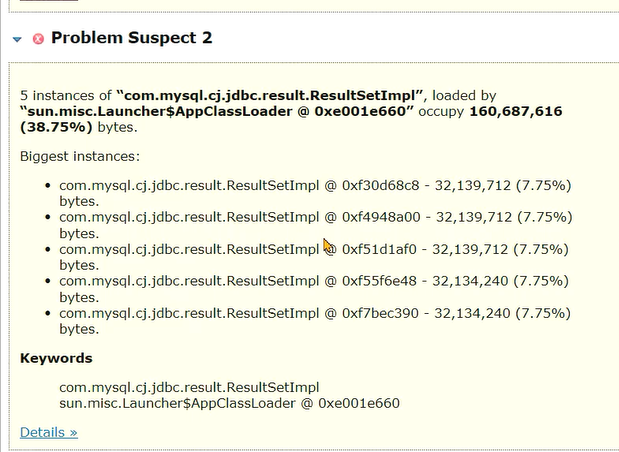 Problem Suspect 2
5 instances of “com.mysql.cj.jdbc.result.ResultSetImpl”, loaded by
“sun.misc.Launcher$AppClassLoader @ 0xe001e660” occupy 160,687,616
(38.75%) bytes.
Biggest instances:
• com.mysql.cj.jdbc.result.ResultSetImpl @ 0xf30d68c8 - 32,139,712 (7.75%)
bytes.
• com.mysql.cj.jdbc.result.ResultSetImpl @ 0xf4948a00 - 32,139,712 (7.75%)
bytes.
• com.mysql.cj.jdbc.result.ResultSetImpl @ 0xf51d1af0 - 32,139,712 (7.75%)
bytes.
• com.mysql.cj.jdbc.result.ResultSetImpl @ 0xf55f6e48 - 32,134,240 (7.75%)
bytes.
• com.mysql.cj.jdbc.result.ResultSetImpl @ 0xf7bec390 - 32,134,240 (7.75%)
bytes.
Keywords
com.mysql.cj.jdbc.result.ResultSetImpl
sun.misc.Launcher$AppClassLoader @ 0xe001e660
Details »